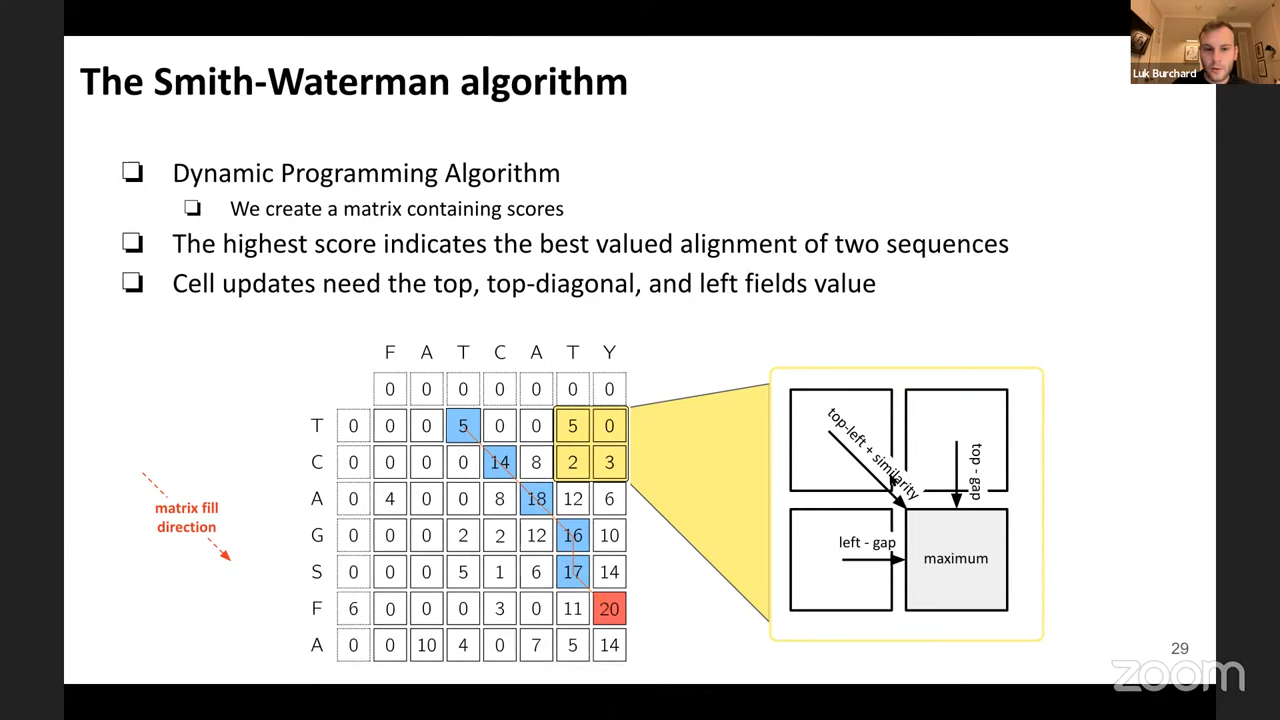 Luk Burchard
The Smith-Waterman algorithm
Dynamic Programming Algorithm
We create a matrix containing scores
The highest score indicates the best valued alignment of two sequences
Cell updates need the top, top-diagonal, and left fields value
F A T C A T Y
0 0 0 0 0 0 0
T 0 0 0 5 0 0 5 0
C 0 0 0 0 14 8 2 3
A 0 4 0 0 8 18 12 6
G 0 0 0 2 2 12 16 10
S 0 0 0 5 1 6 17 14
F 6 0 0 0 3 0 11 20
A 0 0 10 4 0 7 5 14
matrix fill
direction
top-left + similarity
top - gap
left - gap
maximum
29
zoom